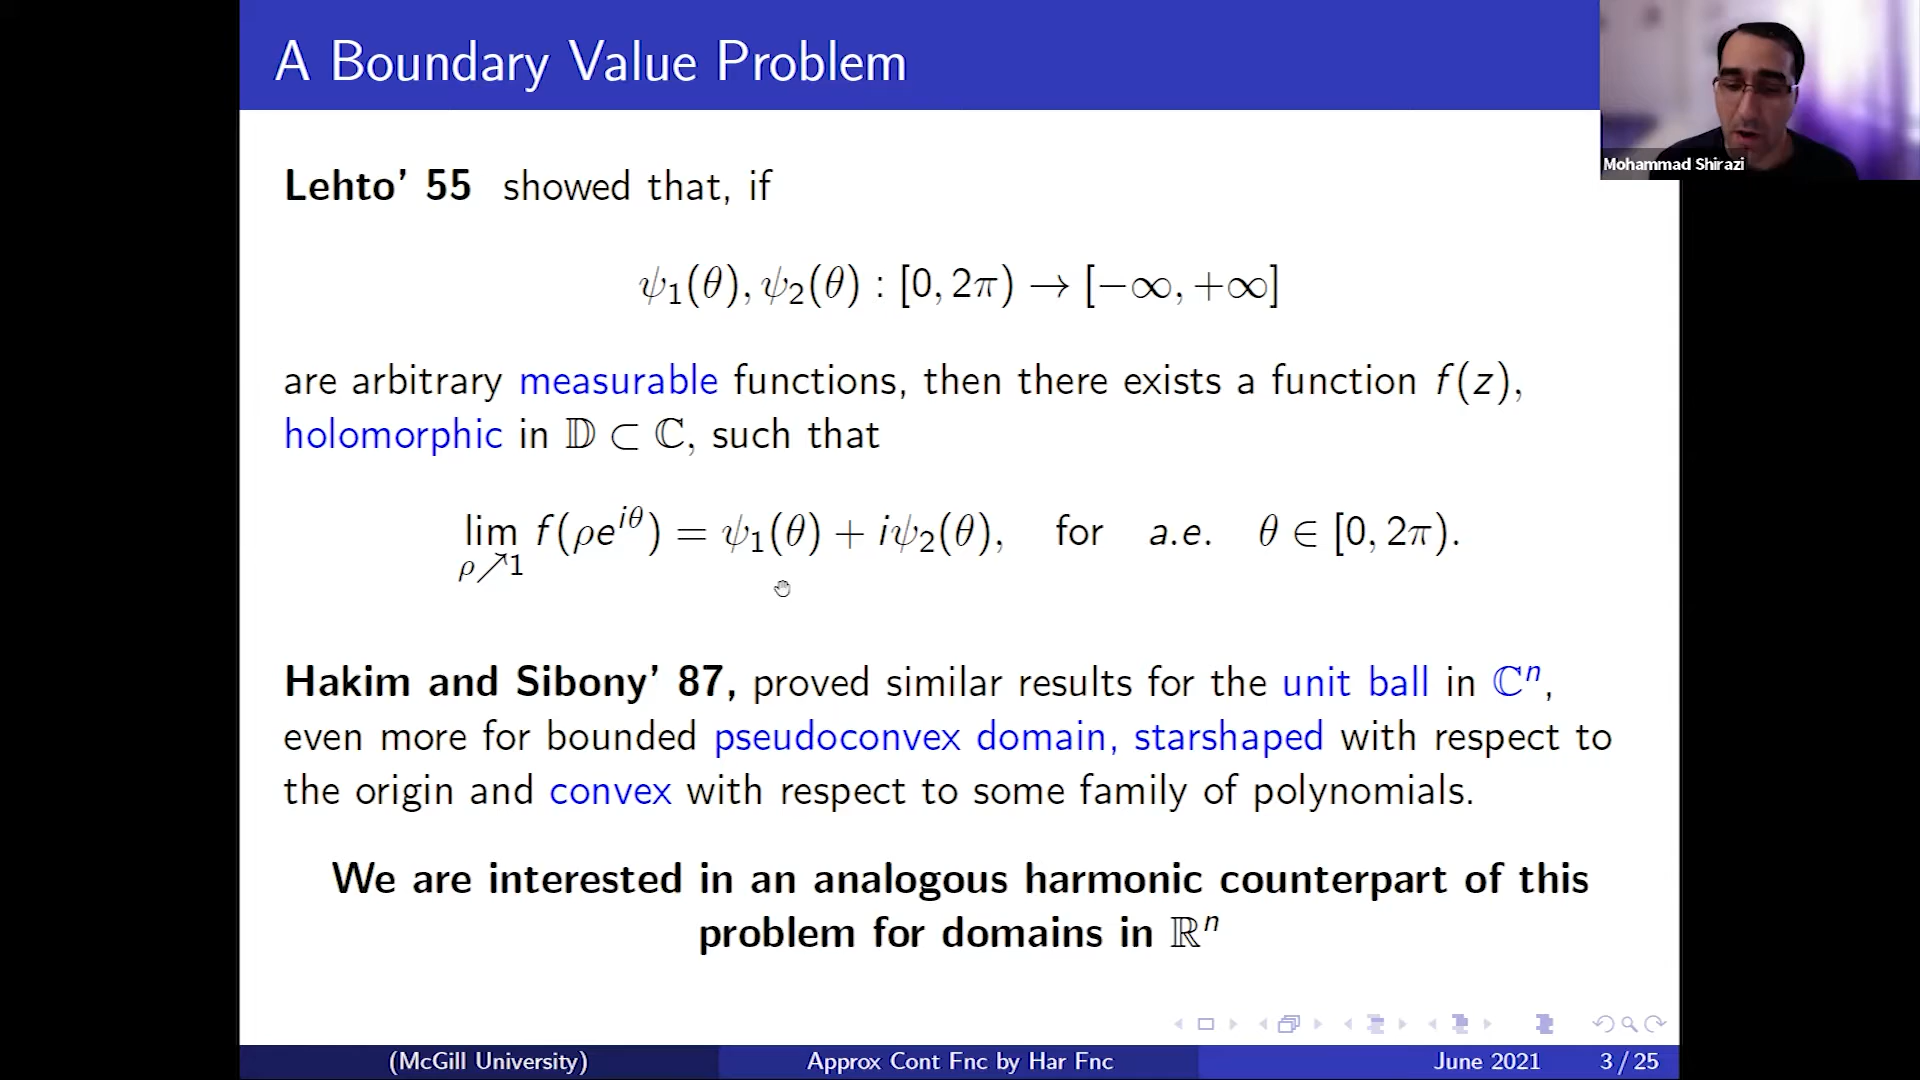 A Boundary Value Problem
Mohammad Shirazi
Lehto' 55 showed that, if
ψ₁(θ), ψ₂(θ) : [0, 2π) → [−∞, +∞]
are arbitrary measurable functions, then there exists a function f(z),
holomorphic in 𝔻 ⊂ ℂ, such that
lim f(ρe^{iθ}) = ψ₁(θ) + iψ₂(θ), for a.e. θ ∈ [0, 2π).
ρ↗1
Hakim and Sibony' 87, proved similar results for the unit ball in ℂⁿ,
even more for bounded pseudoconvex domain, starshaped with respect to
the origin and convex with respect to some family of polynomials.
We are interested in an analogous harmonic counterpart of this
problem for domains in ℝⁿ
(McGill University) Approx Cont Fnc by Har Fnc June 2021 3 / 25